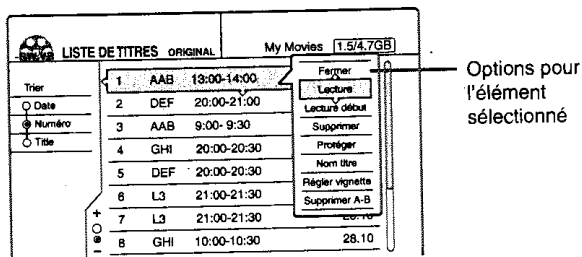 LISTE DE TITRES ORIGINAL My Movies 1.5/4.7GB
Trier
Date
Numéro
Title
1 AAB 13:00-14:00
2 DEF 20:00-21:00
3 AAB 9:00- 9:30
4 GHI 20:00-20:30
5 DEF 20:00-20:30
6 L3 21:00-21:30
7 L3 21:00-21:30
8 GHI 10:00-10:30 28.10
+
-
Fermer
Lecture
Lecture début
Supprimer
Protéger
Nom titre
Régler vignette
Supprimer A-B
Options pour
l'élément
sélectionné